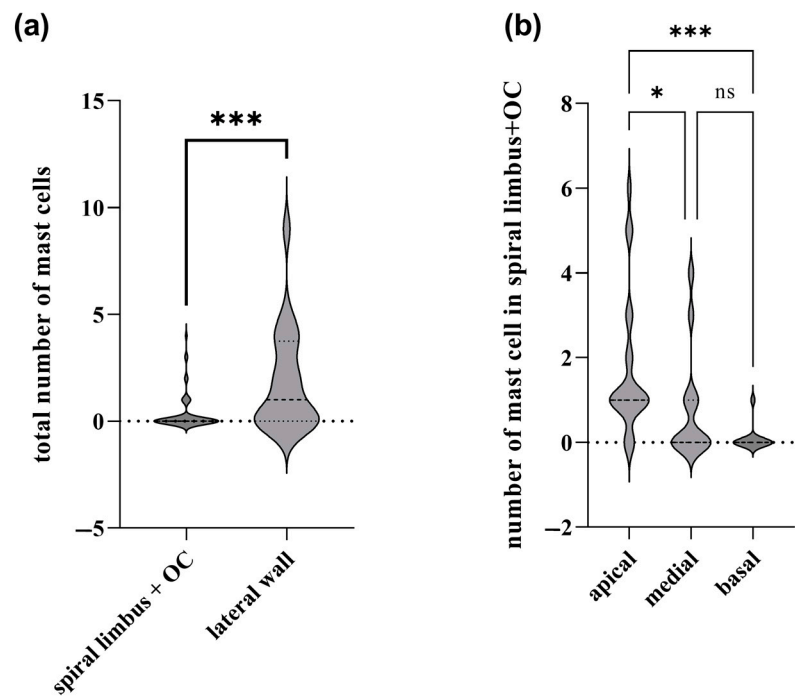 (a)
total number of mast cells
15
10
5
0
–5
***
spiral limbus + OC
lateral wall
(b)
number of mast cell in spiral limbus+OC
8
6
4
2
0
–2
***
*
ns
apical
medial
basal